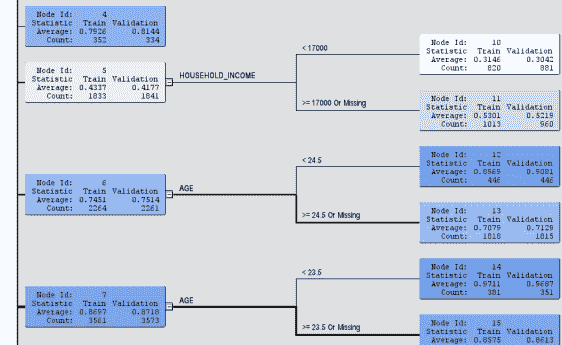 Node Id: 4
Statistic Train Validation
Average: 0.7926 0.8144
Count: 352 334
Node Id: 5
Statistic Train Validation
Average: 0.4337 0.4177
Count: 1833 1841
HOUSEHOLD_INCOME
< 17000
Node Id: 10
Statistic Train Validation
Average: 0.3146 0.3042
Count: 820 881
>= 17000 Or Missing
Node Id: 11
Statistic Train Validation
Average: 0.5301 0.5219
Count: 1013 960
Node Id: 6
Statistic Train Validation
Average: 0.7451 0.7514
Count: 2264 2261
AGE
< 24.5
Node Id: 12
Statistic Train Validation
Average: 0.8969 0.9081
Count: 446 446
>= 24.5 Or Missing
Node Id: 13
Statistic Train Validation
Average: 0.7079 0.7129
Count: 1818 1815
Node Id: 7
Statistic Train Validation
Average: 0.8697 0.8718
Count: 3561 3573
AGE
< 23.5
Node Id: 14
Statistic Train Validation
Average: 0.9711 0.9687
Count: 381 351
>= 23.5 Or Missing
Node Id: 15
Statistic Train Validation
Average: 0.8575 0.8613